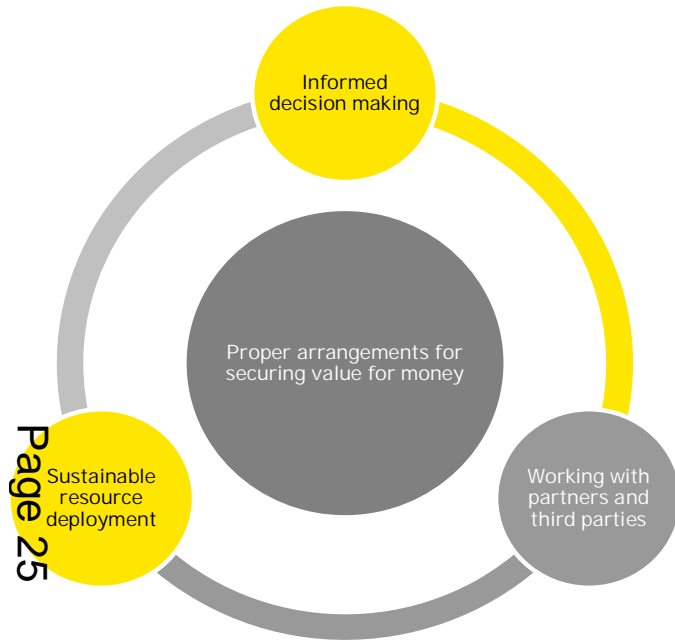 Informed
decision making
Proper arrangements for
securing value for money
Sustainable
resource
deployment
Working with
partners and
third parties
Page 25